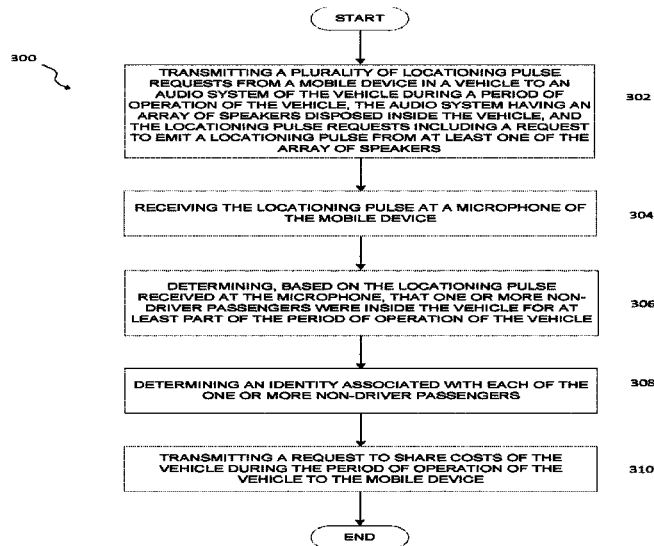 START
300
TRANSMITTING A PLURALITY OF LOCATIONING PULSE
REQUESTS FROM A MOBILE DEVICE IN A VEHICLE TO AN
AUDIO SYSTEM OF THE VEHICLE DURING A PERIOD OF
OPERATION OF THE VEHICLE, THE AUDIO SYSTEM HAVING AN
ARRAY OF SPEAKERS DISPOSED INSIDE THE VEHICLE, AND
THE LOCATIONING PULSE REQUESTS INCLUDING A REQUEST
TO EMIT A LOCATIONING PULSE FROM AT LEAST ONE OF THE
ARRAY OF SPEAKERS
302
RECEIVING THE LOCATIONING PULSE AT A MICROPHONE OF
THE MOBILE DEVICE
304
DETERMINING, BASED ON THE LOCATIONING PULSE
RECEIVED AT THE MICROPHONE, THAT ONE OR MORE NON-
DRIVER PASSENGERS WERE INSIDE THE VEHICLE FOR AT
LEAST PART OF THE PERIOD OF OPERATION OF THE VEHICLE
306
DETERMINING AN IDENTITY ASSOCIATED WITH EACH OF THE
ONE OR MORE NON-DRIVER PASSENGERS
308
TRANSMITTING A REQUEST TO SHARE COSTS OF THE
VEHICLE DURING THE PERIOD OF OPERATION OF THE
VEHICLE TO THE MOBILE DEVICE
310
END